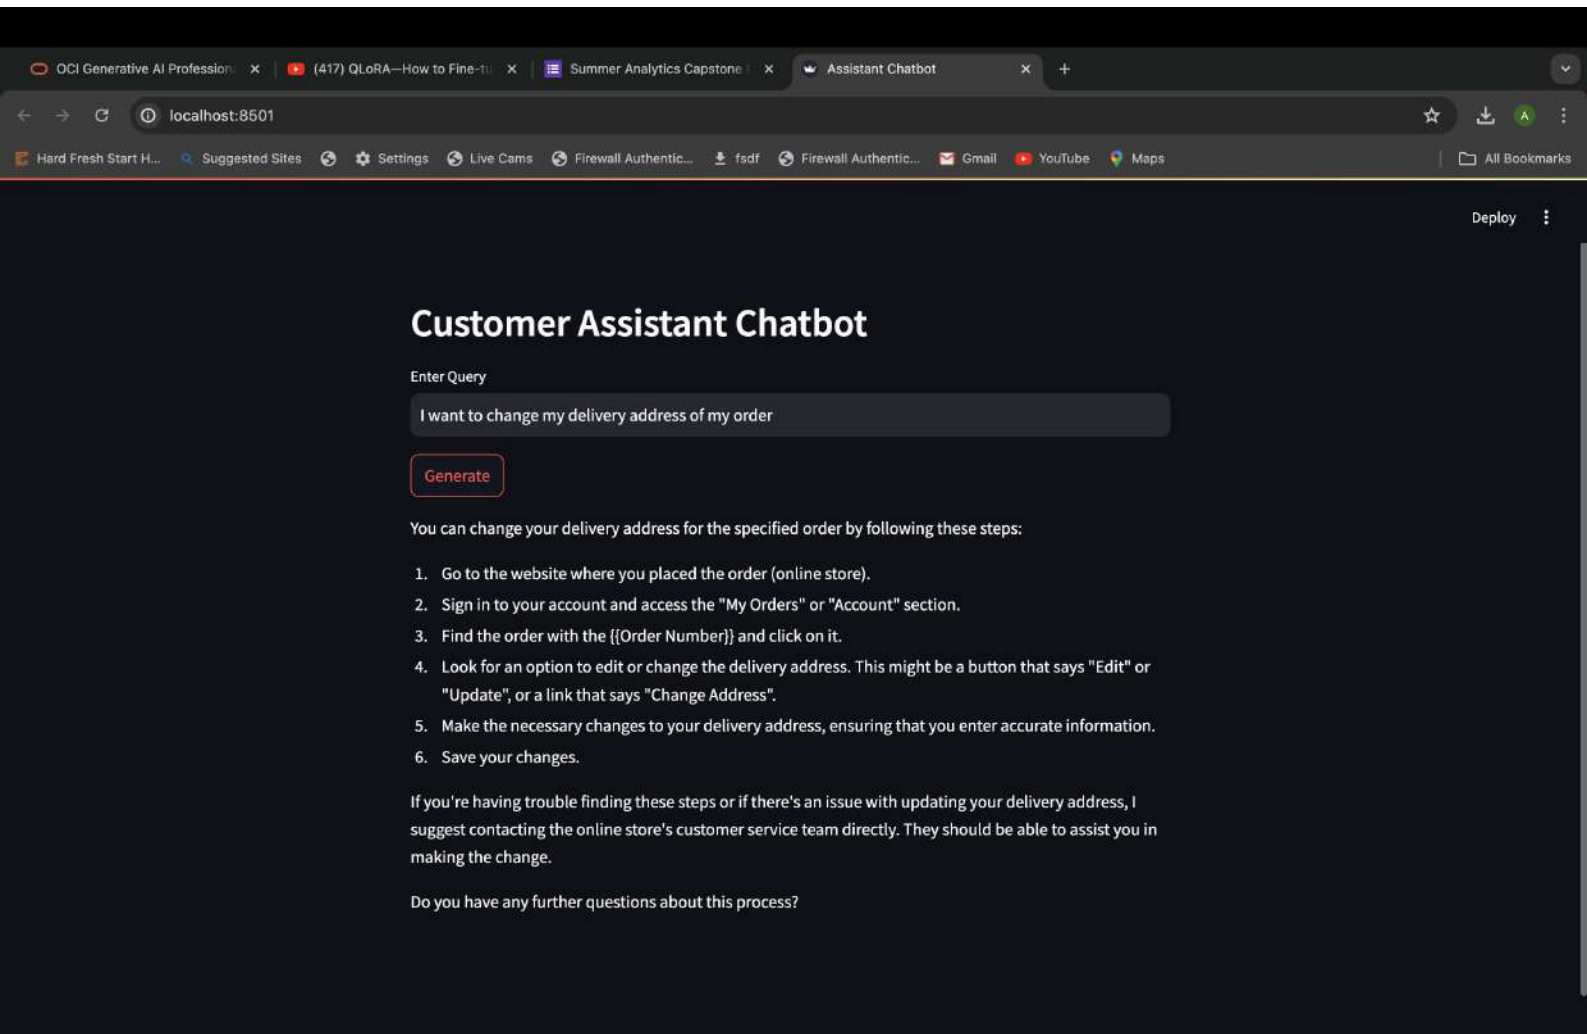 OCI Generative AI Profession
(417) QLoRA—How to Fine-tu
Summer Analytics Capstone
Assistant Chatbot
localhost:8501
A
Hard Fresh Start H...
Suggested Sites
Settings
Live Cams
Firewall Authentic...
fsdf
Firewall Authentic...
Gmail
YouTube
Maps
All Bookmarks
Deploy
Customer Assistant Chatbot
Enter Query
I want to change my delivery address of my order
Generate
You can change your delivery address for the specified order by following these steps:
1. Go to the website where you placed the order (online store).
2. Sign in to your account and access the "My Orders" or "Account" section.
3. Find the order with the {{Order Number}} and click on it.
4. Look for an option to edit or change the delivery address. This might be a button that says "Edit" or
"Update", or a link that says "Change Address".
5. Make the necessary changes to your delivery address, ensuring that you enter accurate information.
6. Save your changes.
If you're having trouble finding these steps or if there's an issue with updating your delivery address, I
suggest contacting the online store's customer service team directly. They should be able to assist you in
making the change.
Do you have any further questions about this process?